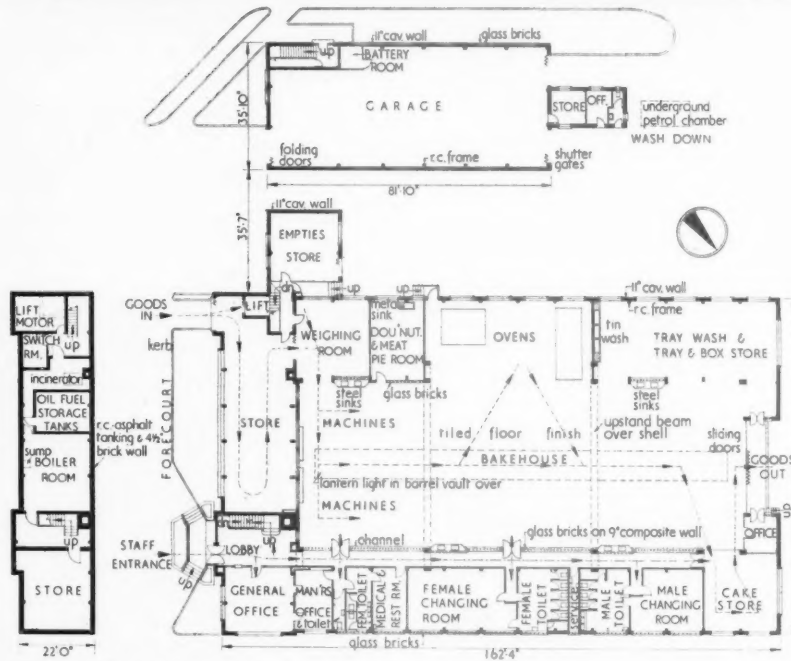 11" cav. wall
glass bricks
up
BATTERY
ROOM
GARAGE
STORE
OFF.
underground
petrol chamber
WASH DOWN
35'·10"
folding
doors
r.c. frame
shutter
gates
81'·10"
35'·7"
11" cav. wall
EMPTIES
STORE
GOODS
IN
LIFT
dn
up
up
up
metal
sink
WEIGHING
ROOM
DOU'NUT.
& MEAT
PIE ROOM
OVENS
11" cav. wall
r.c. frame
tin
wash
TRAY WASH &
TRAY & BOX STORE
LIFT
MOTOR
SWITCH
RM.
up
incinerator
OIL FUEL
STORAGE
TANKS
r.c. asphalt
tanking & 4½"
brick wall
sump
BOILER
ROOM
up
STORE
22'·0"
kerb
FORECOURT
STORE
steel
sinks
glass bricks
MACHINES
tiled floor finish
steel
sinks
upstand beam
over shell
sliding
doors
BAKEHOUSE
GOODS
OUT
lantern light in barrel vault over
MACHINES
up
channel
glass bricks on 9" composite wall
OFFICE
STAFF
ENTRANCE
up
dn
LOBBY
up
GENERAL
OFFICE
MAN'RS
OFFICE
& toilet
FEM. TOILET
MEDICAL &
REST RM.
FEMALE
CHANGING
ROOM
FEMALE
TOILET
service
MALE
TOILET
MALE
CHANGING
ROOM
CAKE
STORE
glass bricks
162'·4"